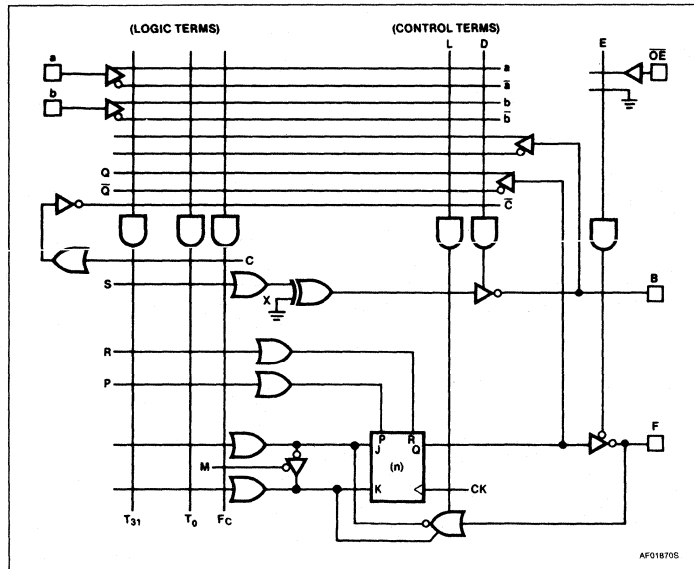 (LOGIC TERMS) (CONTROL TERMS)
L D E
a
OE
a
a
b
b
b
Q
Q
C
C
S
X
B
R
P
P R
J Q
F
(n)
M
K
CK
T31 T0 FC
AF01870S